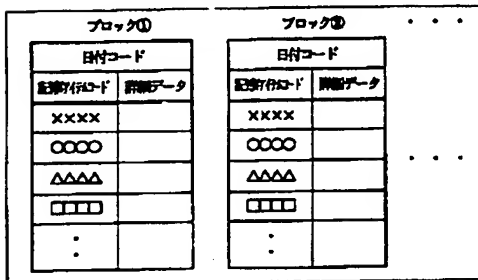 ブロック① ブロック② ・・・
日付コード 日付コード
記事アイテムコード 詳細データ 記事アイテムコード 詳細データ
×××× ××××
○○○○ ○○○○
△△△△ △△△△ ・・・
□□□□ □□□□
: :